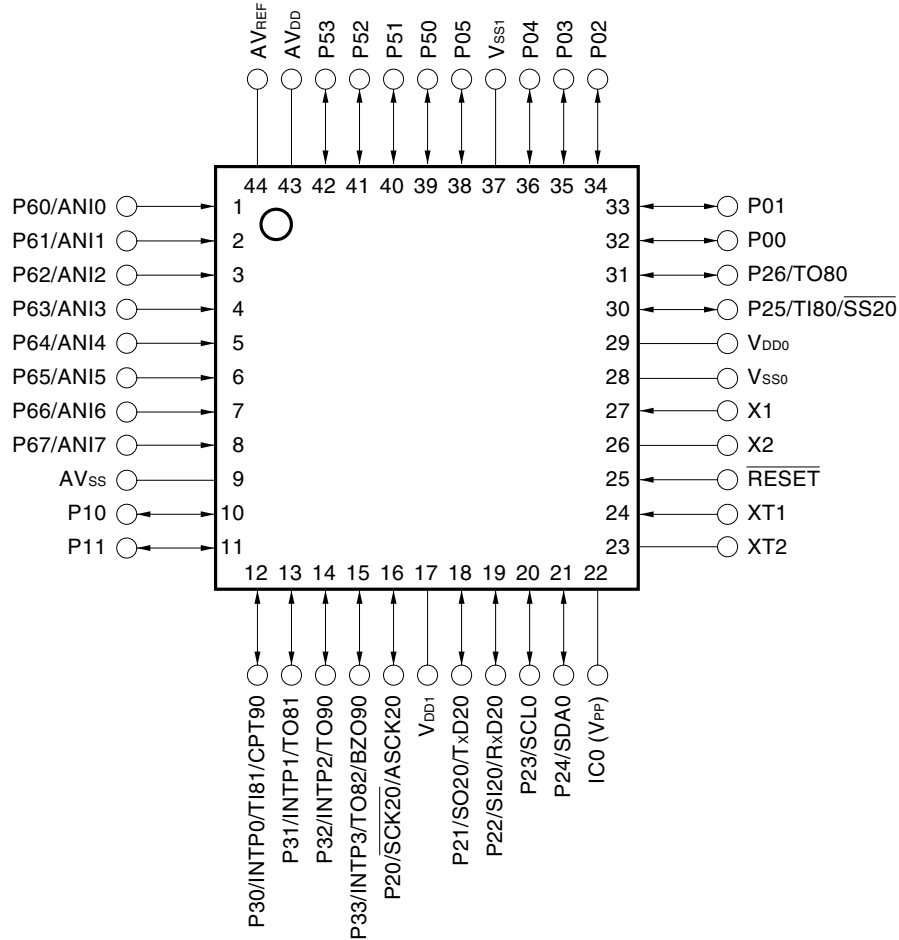 AVREF
AVDD
P53
P52
P51
P50
P05
VSS1
P04
P03
P02
44 43 42 41 40 39 38 37 36 35 34
P60/ANI0 1
P61/ANI1 2
P62/ANI2 3
P63/ANI3 4
P64/ANI4 5
P65/ANI5 6
P66/ANI6 7
P67/ANI7 8
AVSS 9
P10 10
P11 11
33 P01
32 P00
31 P26/TO80
30 P25/TI80/S̅S̅2̅0̅
29 VDD0
28 VSS0
27 X1
26 X2
25 R̅E̅S̅E̅T̅
24 XT1
23 XT2
12 13 14 15 16 17 18 19 20 21 22
P30/INTP0/TI81/CPT90
P31/INTP1/TO81
P32/INTP2/TO90
P33/INTP3/TO82/BZO90
P20/S̅C̅K̅2̅0̅/ASCK20
VDD1
P21/SO20/TxD20
P22/SI20/RxD20
P23/SCL0
P24/SDA0
IC0 (VPP)